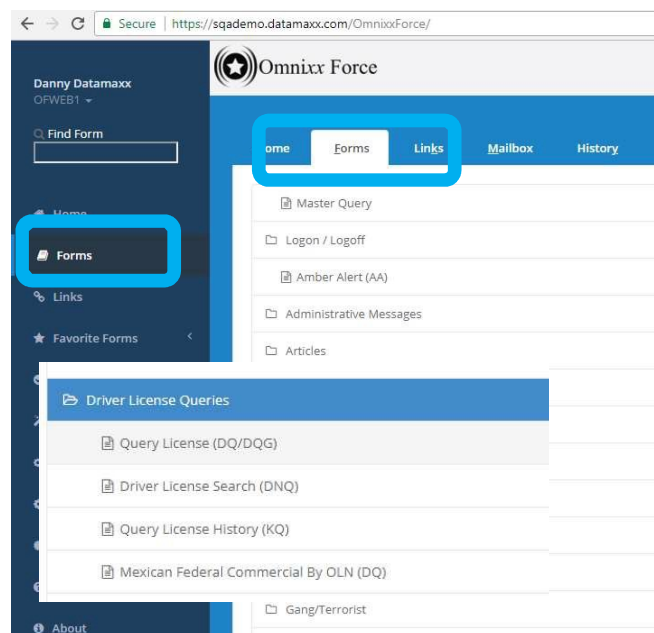 Secure https://sqademo.datamaxx.com/OmnixxForce/
Danny Datamaxx
OFWEB1
Find Form
Home
Forms
Links
Favorite Forms
About
Omnixx Force
ome Forms Links Mailbox History
Master Query
Logon / Logoff
Amber Alert (AA)
Administrative Messages
Articles
Driver License Queries
Query License (DQ/DQG)
Driver License Search (DNQ)
Query License History (KQ)
Mexican Federal Commercial By OLN (DQ)
Gang/Terrorist